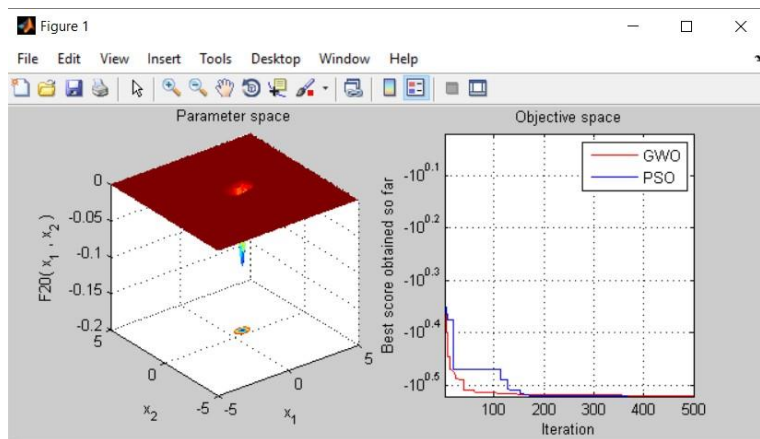 Figure 1
File Edit View Insert Tools Desktop Window Help
Parameter space
0
-0.05
-0.1
-0.15
-0.2
F20( x₁ , x₂ )
5
0
-5
x₂
-5
0
5
x₁
Objective space
GWO
PSO
-10^0.1
-10^0.2
-10^0.3
-10^0.4
-10^0.5
Best score obtained so far
100 200 300 400 500
Iteration